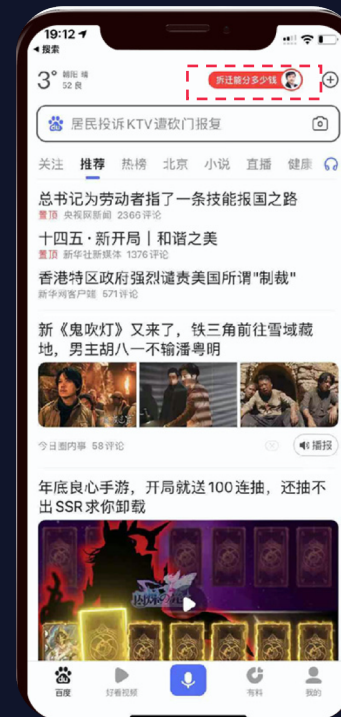 19:12
搜索
3°
朝阳 晴
52 良
拆迁能分多少钱
居民投诉KTV遭砍门报复
关注 推荐 热榜 北京 小说 直播 健康
总书记为劳动者指了一条技能报国之路
置顶 央视网新闻 2366评论
十四五·新开局丨和谐之美
置顶 新华社新媒体 1376评论
香港特区政府强烈谴责美国所谓"制裁"
新华网客户端 571评论
新《鬼吹灯》又来了，铁三角前往雪域藏
地，男主胡八一不输潘粤明
今日圈内事 58评论
播报
年底良心手游，开局就送100连抽，还抽不
出SSR求你卸载
百度 好看视频 有料 我的